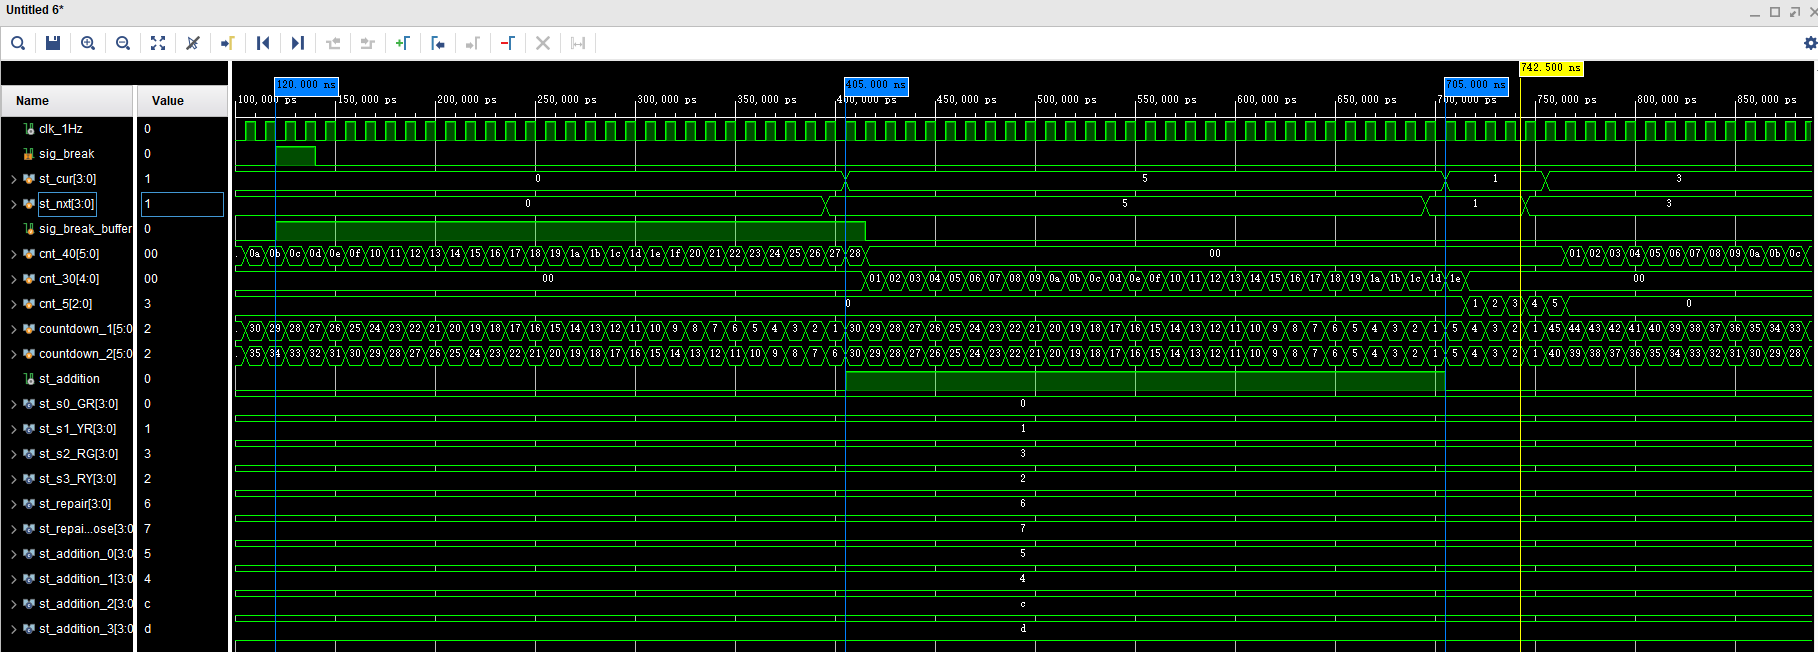 Untitled 6*
120.000 ns 405.000 ns 705.000 ns 742.500 ns
Name Value
100,000 ps 150,000 ps 200,000 ps 250,000 ps 300,000 ps 350,000 ps 400,000 ps 450,000 ps 500,000 ps 550,000 ps 600,000 ps 650,000 ps 700,000 ps 750,000 ps 800,000 ps 850,000 ps
clk_1Hz 0
sig_break 0
st_cur[3:0] 1 0 5 1 3
st_nxt[3:0] 1 0 5 1 3
sig_break_buffer 0
cnt_40[5:0] 00 0a 0b 0c 0d 0e 0f 10 11 12 13 14 15 16 17 18 19 1a 1b 1c 1d 1e 1f 20 21 22 23 24 25 26 27 28 00 01 02 03 04 05 06 07 08 09 0a 0b 0c
cnt_30[4:0] 00 00 01 02 03 04 05 06 07 08 09 0a 0b 0c 0d 0e 0f 10 11 12 13 14 15 16 17 18 19 1a 1b 1c 1d 1e 00
cnt_5[2:0] 3 0 1 2 3 4 5 0
countdown_1[5:0 2 30 29 28 27 26 25 24 23 22 21 20 19 18 17 16 15 14 13 12 11 10 9 8 7 6 5 4 3 2 1 30 29 28 27 26 25 24 23 22 21 20 19 18 17 16 15 14 13 12 11 10 9 8 7 6 5 4 3 2 1 5 4 3 2 1 45 44 43 42 41 40 39 38 37 36 35 34 33
countdown_2[5:0 2 35 34 33 32 31 30 29 28 27 26 25 24 23 22 21 20 19 18 17 16 15 14 13 12 11 10 9 8 7 6 30 29 28 27 26 25 24 23 22 21 20 19 18 17 16 15 14 13 12 11 10 9 8 7 6 5 4 3 2 1 5 4 3 2 1 40 39 38 37 36 35 34 33 32 31 30 29 28
st_addition 0
st_s0_GR[3:0] 0 0
st_s1_YR[3:0] 1 1
st_s2_RG[3:0] 3 3
st_s3_RY[3:0] 2 2
st_repair[3:0] 6 6
st_repai...ose[3:0 7 7
st_addition_0[3:0 5 5
st_addition_1[3:0 4 4
st_addition_2[3:0 c c
st_addition_3[3:0 d d